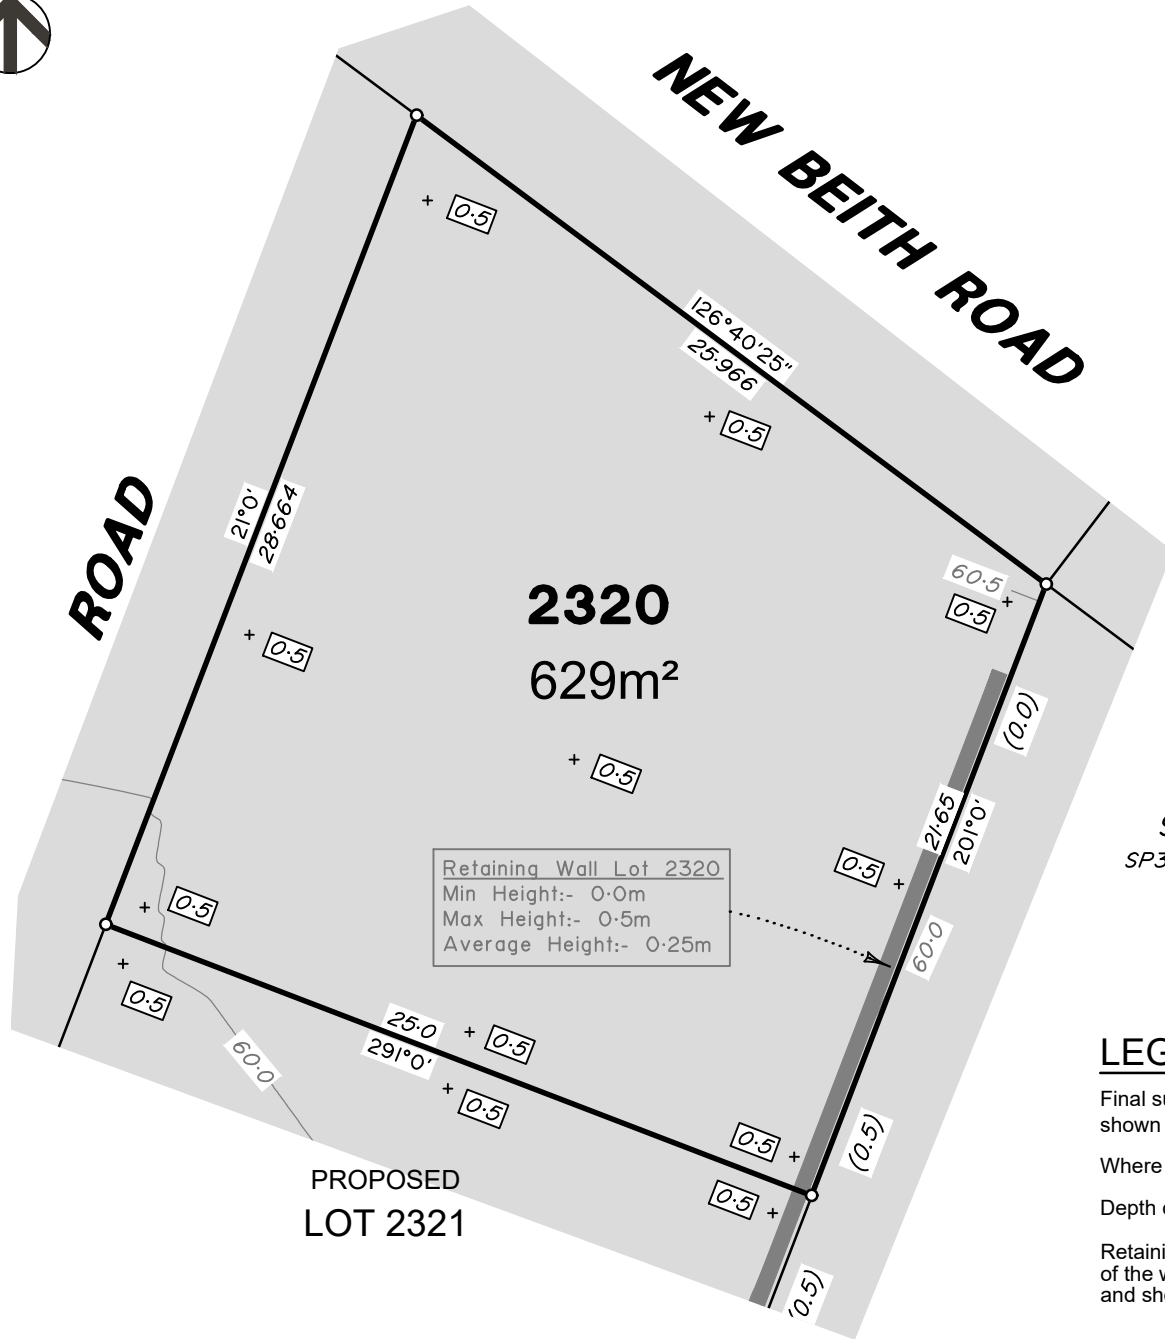 NEW BEITH ROAD
0·5
126°40'25"
25·966
0·5
ROAD
21°0'
28·664
60·5
0·5
2320
629m²
0·5
(0.0)
0·5
21·65
201°0'
0·5
SP3
Retaining Wall Lot 2320
Min Height:- 0·0m
Max Height:- 0·5m
Average Height:- 0·25m
0·5
60·0
0·5
25·0
291°0'
0·5
0·5
60·0
(0.5)
0·5
0·5
PROPOSED
LOT 2321
(0.5)
LEG
Final su
shown
Where
Depth
Retaini
of the
and sh